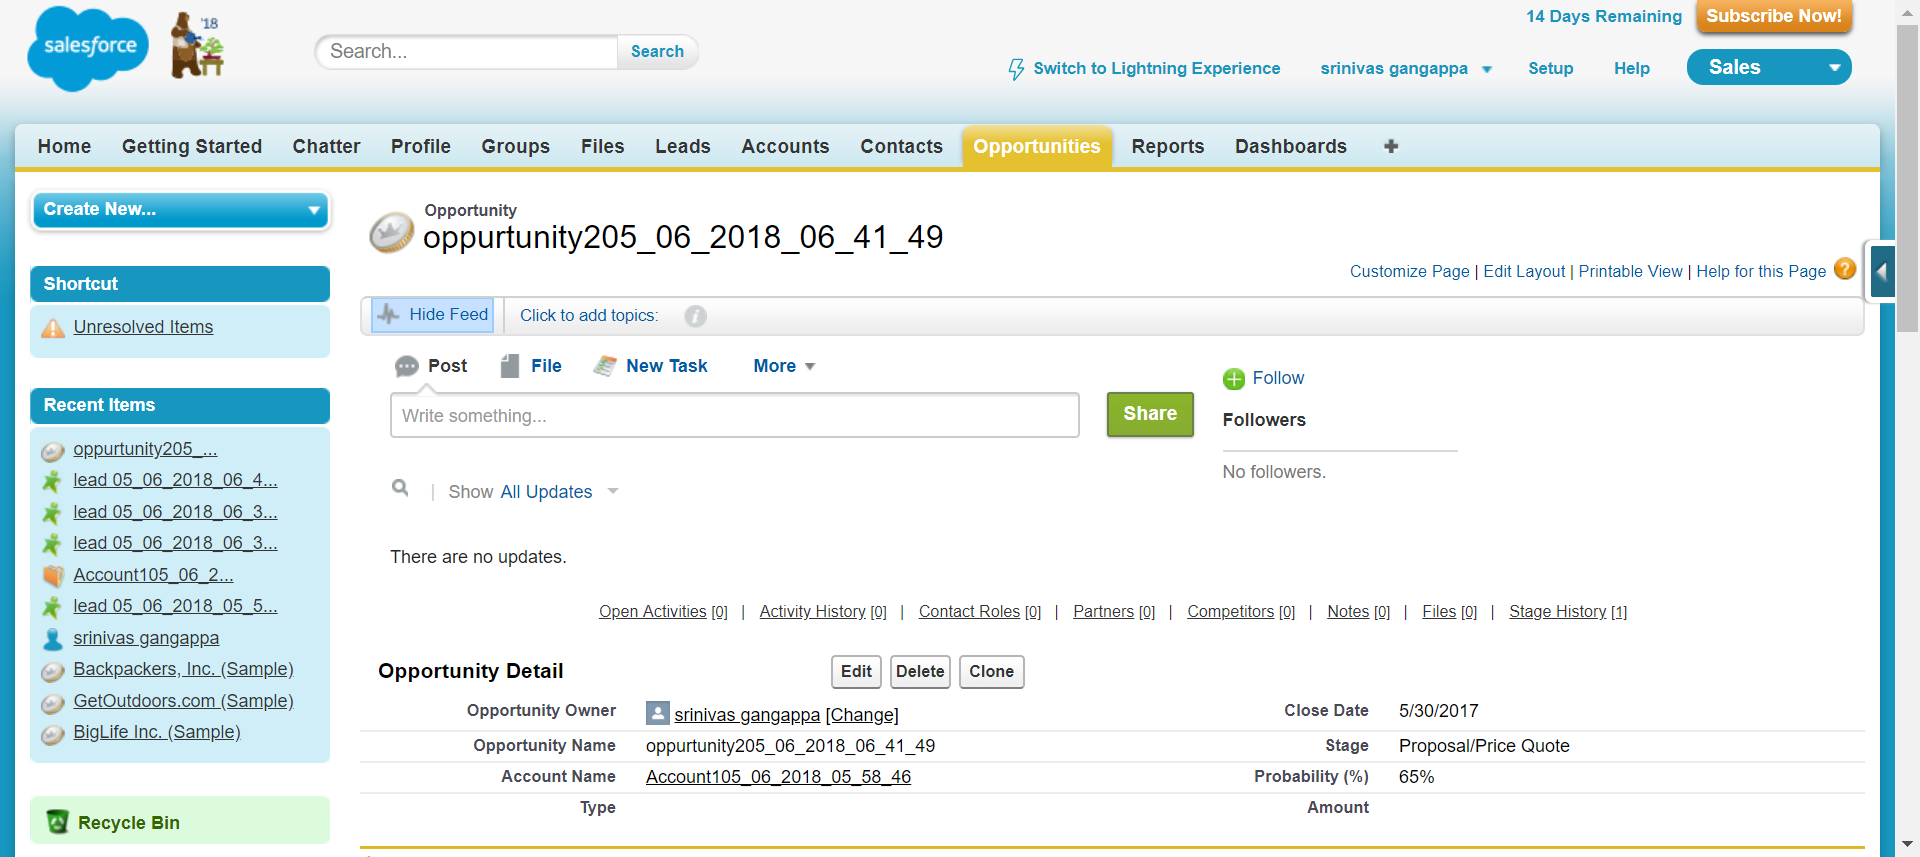 salesforce
'18
Search...
Search
14 Days Remaining
Subscribe Now!
Switch to Lightning Experience
srinivas gangappa
Setup
Help
Sales
Home
Getting Started
Chatter
Profile
Groups
Files
Leads
Accounts
Contacts
Opportunities
Reports
Dashboards
Create New...
Shortcut
Unresolved Items
Recent Items
oppurtunity205_...
lead 05_06_2018_06_4...
lead 05_06_2018_06_3...
lead 05_06_2018_06_3...
Account105_06_2...
lead 05_06_2018_05_5...
srinivas gangappa
Backpackers, Inc. (Sample)
GetOutdoors.com (Sample)
BigLife Inc. (Sample)
Recycle Bin
Opportunity
oppurtunity205_06_2018_06_41_49
Customize Page | Edit Layout | Printable View | Help for this Page ?
Hide Feed
Click to add topics:
Post
File
New Task
More
Write something...
Share
Follow
Followers
No followers.
Show All Updates
There are no updates.
Open Activities [0] | Activity History [0] | Contact Roles [0] | Partners [0] | Competitors [0] | Notes [0] | Files [0] | Stage History [1]
Opportunity Detail
Edit
Delete
Clone
Opportunity Owner srinivas gangappa [Change]
Close Date 5/30/2017
Opportunity Name oppurtunity205_06_2018_06_41_49
Stage Proposal/Price Quote
Account Name Account105_06_2018_05_58_46
Probability (%) 65%
Type
Amount